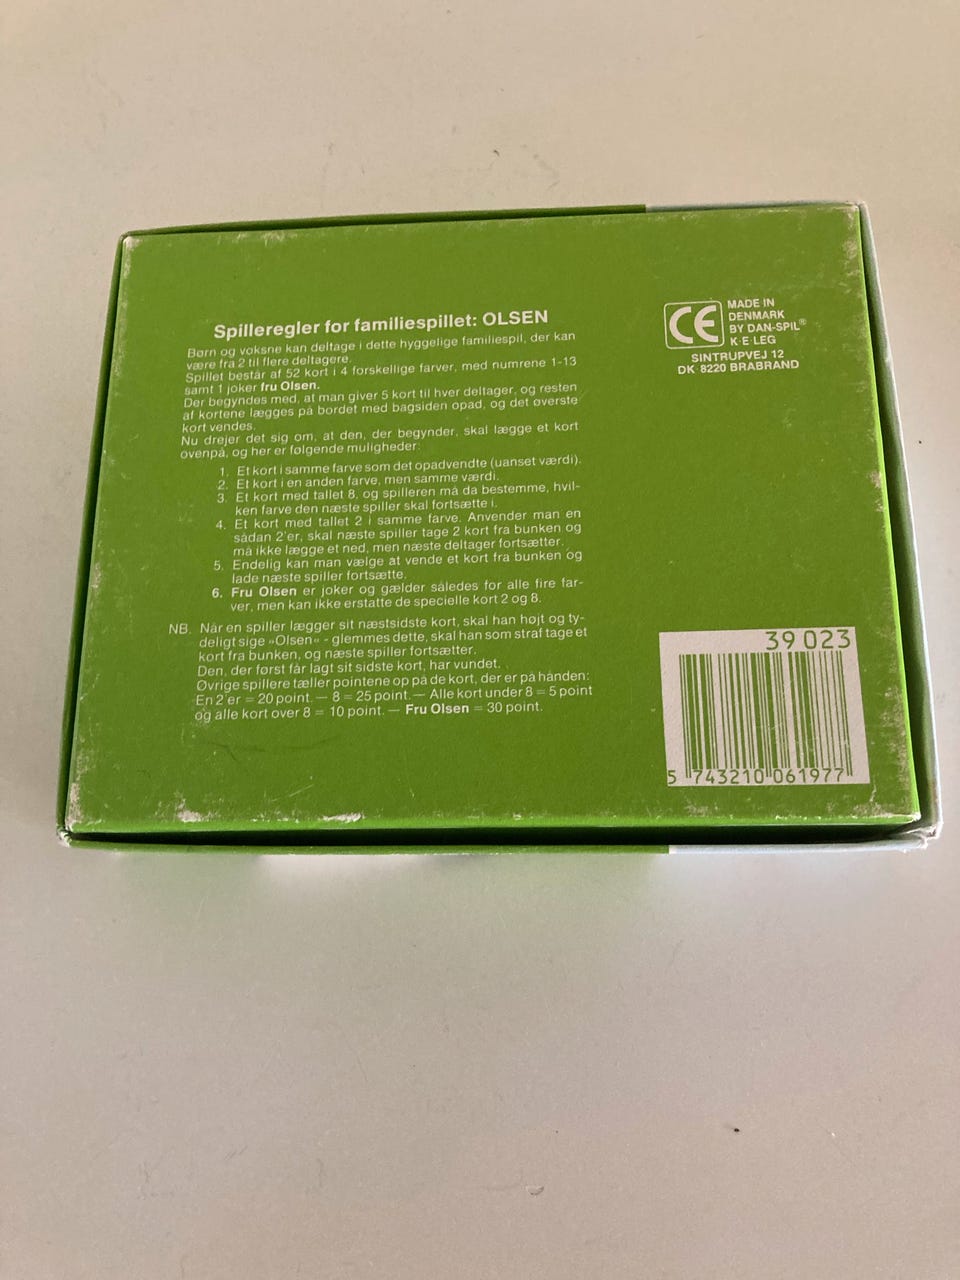 Spilleregler for familiespillet: OLSEN
Børn og voksne kan deltage i dette hyggelige familiespil, der kan
være fra 2 til flere deltagere.
Spillet består af 52 kort i 4 forskellige farver, med numrene 1-13
samt 1 joker fru Olsen.
Der begyndes med, at man giver 5 kort til hver deltager, og resten
af kortene lægges på bordet med bagsiden opad, og det øverste
kort vendes.
Nu drejer det sig om, at den, der begynder, skal lægge et kort
ovenpå, og her er følgende muligheder:
1. Et kort i samme farve som det opadvendte (uanset værdi).
2. Et kort i en anden farve, men samme værdi.
3. Et kort med tallet 8, og spilleren må da bestemme, hvil-
ken farve den næste spiller skal fortsætte i.
4. Et kort med tallet 2 i samme farve. Anvender man en
sådan 2'er, skal næste spiller tage 2 kort fra bunken og
må ikke lægge et ned, men næste deltager fortsætter.
5. Endelig kan man vælge at vende et kort fra bunken og
lade næste spiller fortsætte.
6. Fru Olsen er joker og gælder således for alle fire far-
ver, men kan ikke erstatte de specielle kort 2 og 8.
NB. Når en spiller lægger sit næstsidste kort, skal han højt og ty-
deligt sige »Olsen« - glemmes dette, skal han som straf tage et
kort fra bunken, og næste spiller fortsætter.
Den, der først får lagt sit sidste kort, har vundet.
Øvrige spillere tæller pointene op på de kort, der er på hånden:
En 2'er = 20 point. — 8 = 25 point. — Alle kort under 8 = 5 point
og alle kort over 8 = 10 point. — Fru Olsen = 30 point.
CE
MADE IN
DENMARK
BY DAN-SPIL®
K·E·LEG
SINTRUPVEJ 12
DK 8220 BRABRAND
39 023
5 743210 061977